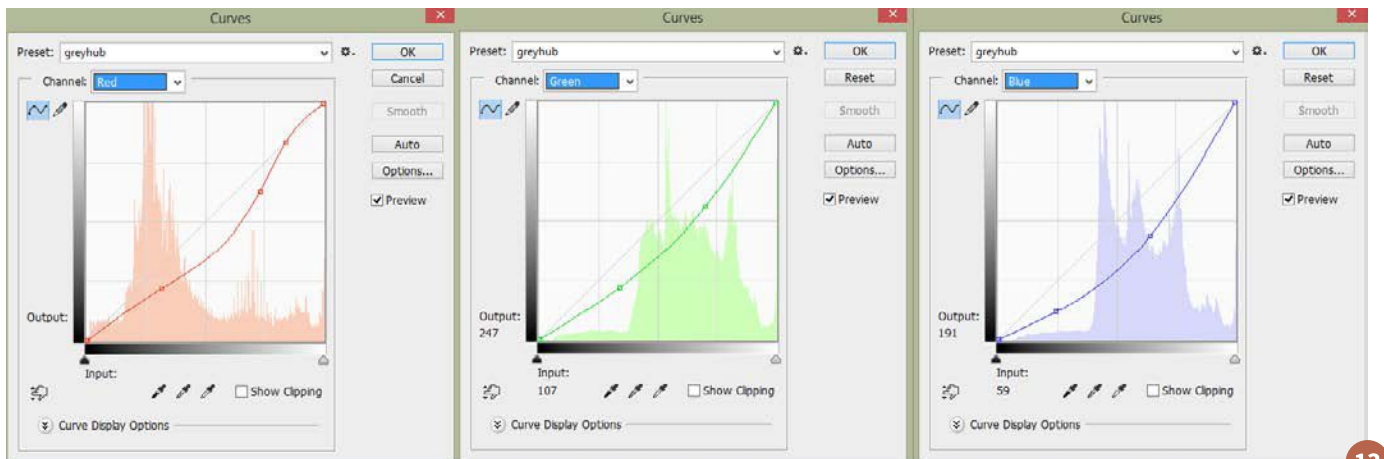 Curves
Preset: greyhub
OK
Channel: Red
Cancel
Smooth
Auto
Options...
Preview
Output:
Input:
Show Clipping
Curve Display Options
Curves
Preset: greyhub
OK
Channel: Green
Reset
Smooth
Auto
Options...
Preview
Output:
247
Input:
107
Show Clipping
Curve Display Options
Curves
Preset: greyhub
OK
Channel: Blue
Reset
Smooth
Auto
Options...
Preview
Output:
191
Input:
59
Show Clipping
Curve Display Options